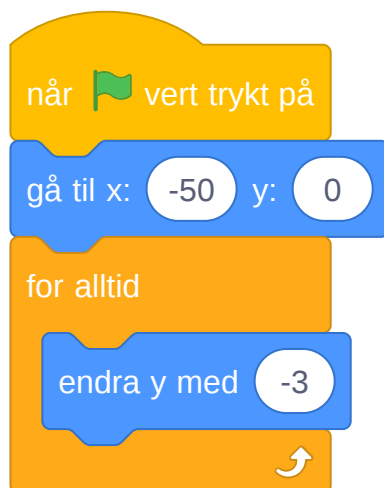 når vert trykt på
gå til x: -50 y: 0
for alltid
endra y med -3